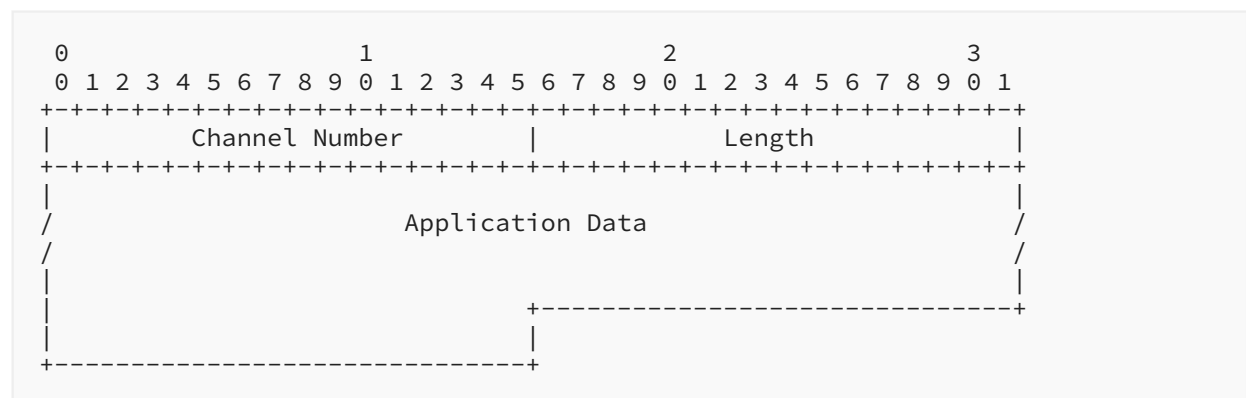 0                   1                   2                   3
0 1 2 3 4 5 6 7 8 9 0 1 2 3 4 5 6 7 8 9 0 1 2 3 4 5 6 7 8 9 0 1
+-+-+-+-+-+-+-+-+-+-+-+-+-+-+-+-+-+-+-+-+-+-+-+-+-+-+-+-+-+-+-+-+
|         Channel Number        |            Length             |
+-+-+-+-+-+-+-+-+-+-+-+-+-+-+-+-+-+-+-+-+-+-+-+-+-+-+-+-+-+-+-+-+
|                                                               |
/                       Application Data                        /
/                                                               /
|                                                               |
|                               +-------------------------------+
|                               |
+-------------------------------+